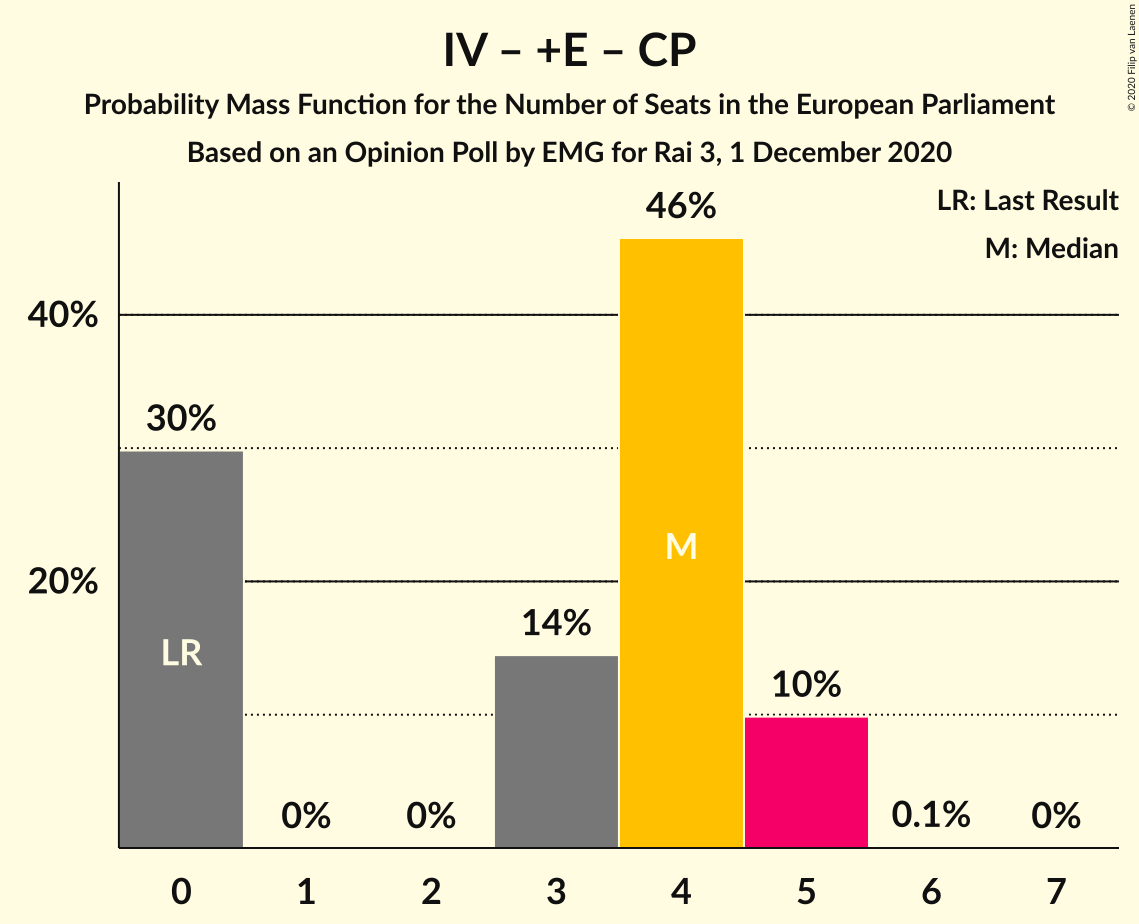 IV – +E – CP
Probability Mass Function for the Number of Seats in the European Parliament
Based on an Opinion Poll by EMG for Rai 3, 1 December 2020
© 2020 Filip van Laenen
LR: Last Result
M: Median
46%
40%
30%
M
20%
14%
LR
10%
0%
0%
0.1%
0%
0
1
2
3
4
5
6
7